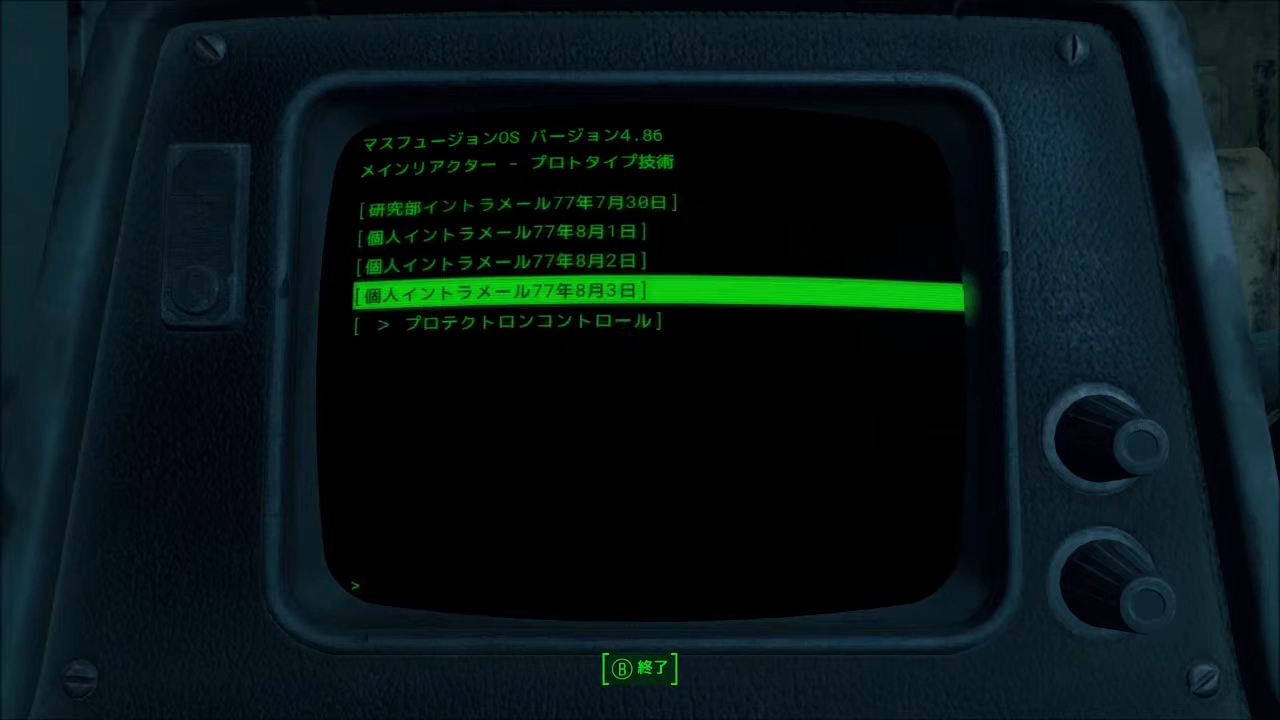 マスフュージョンOS バージョン4.86
メインリアクター - プロトタイプ技術
[研究部イントラメール77年7月30日]
[個人イントラメール77年8月1日]
[個人イントラメール77年8月2日]
[個人イントラメール77年8月3日]
[ > プロテクトロンコントロール]
>
[Ⓑ終了]